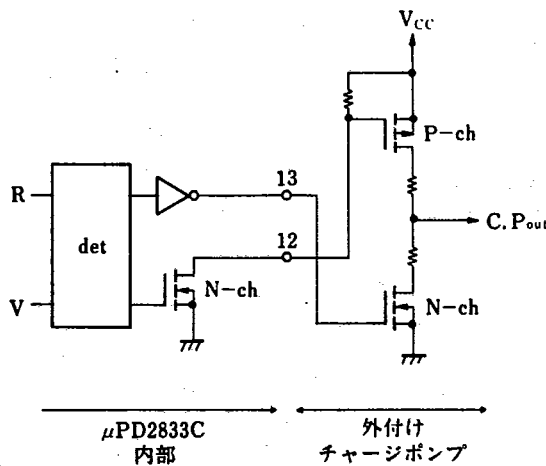 VCC
P-ch
13
R
det
C.Pout
12
N-ch
V
N-ch
μPD2833C
内部
外付け
チャージポンプ